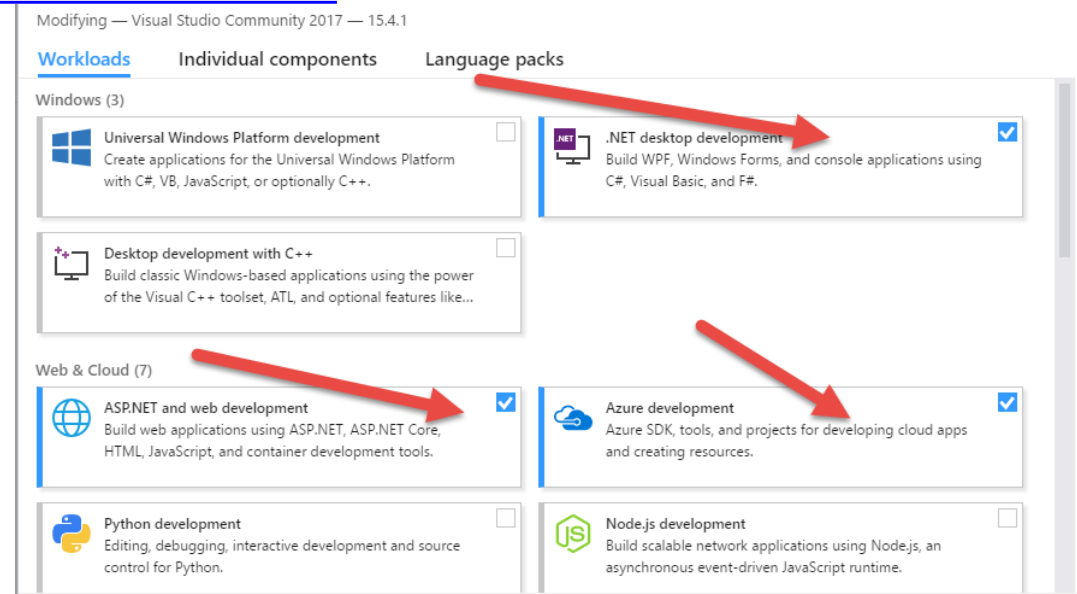 Modifying — Visual Studio Community 2017 — 15.4.1
Workloads Individual components Language packs
Windows (3)
Universal Windows Platform development
Create applications for the Universal Windows Platform
with C#, VB, JavaScript, or optionally C++.
.NET
.NET desktop development
Build WPF, Windows Forms, and console applications using
C#, Visual Basic, and F#.
Desktop development with C++
Build classic Windows-based applications using the power
of the Visual C++ toolset, ATL, and optional features like...
Web & Cloud (7)
ASP.NET and web development
Build web applications using ASP.NET, ASP.NET Core,
HTML, JavaScript, and container development tools.
Azure development
Azure SDK, tools, and projects for developing cloud apps
and creating resources.
Python development
Editing, debugging, interactive development and source
control for Python.
JS
Node.js development
Build scalable network applications using Node.js, an
asynchronous event-driven JavaScript runtime.